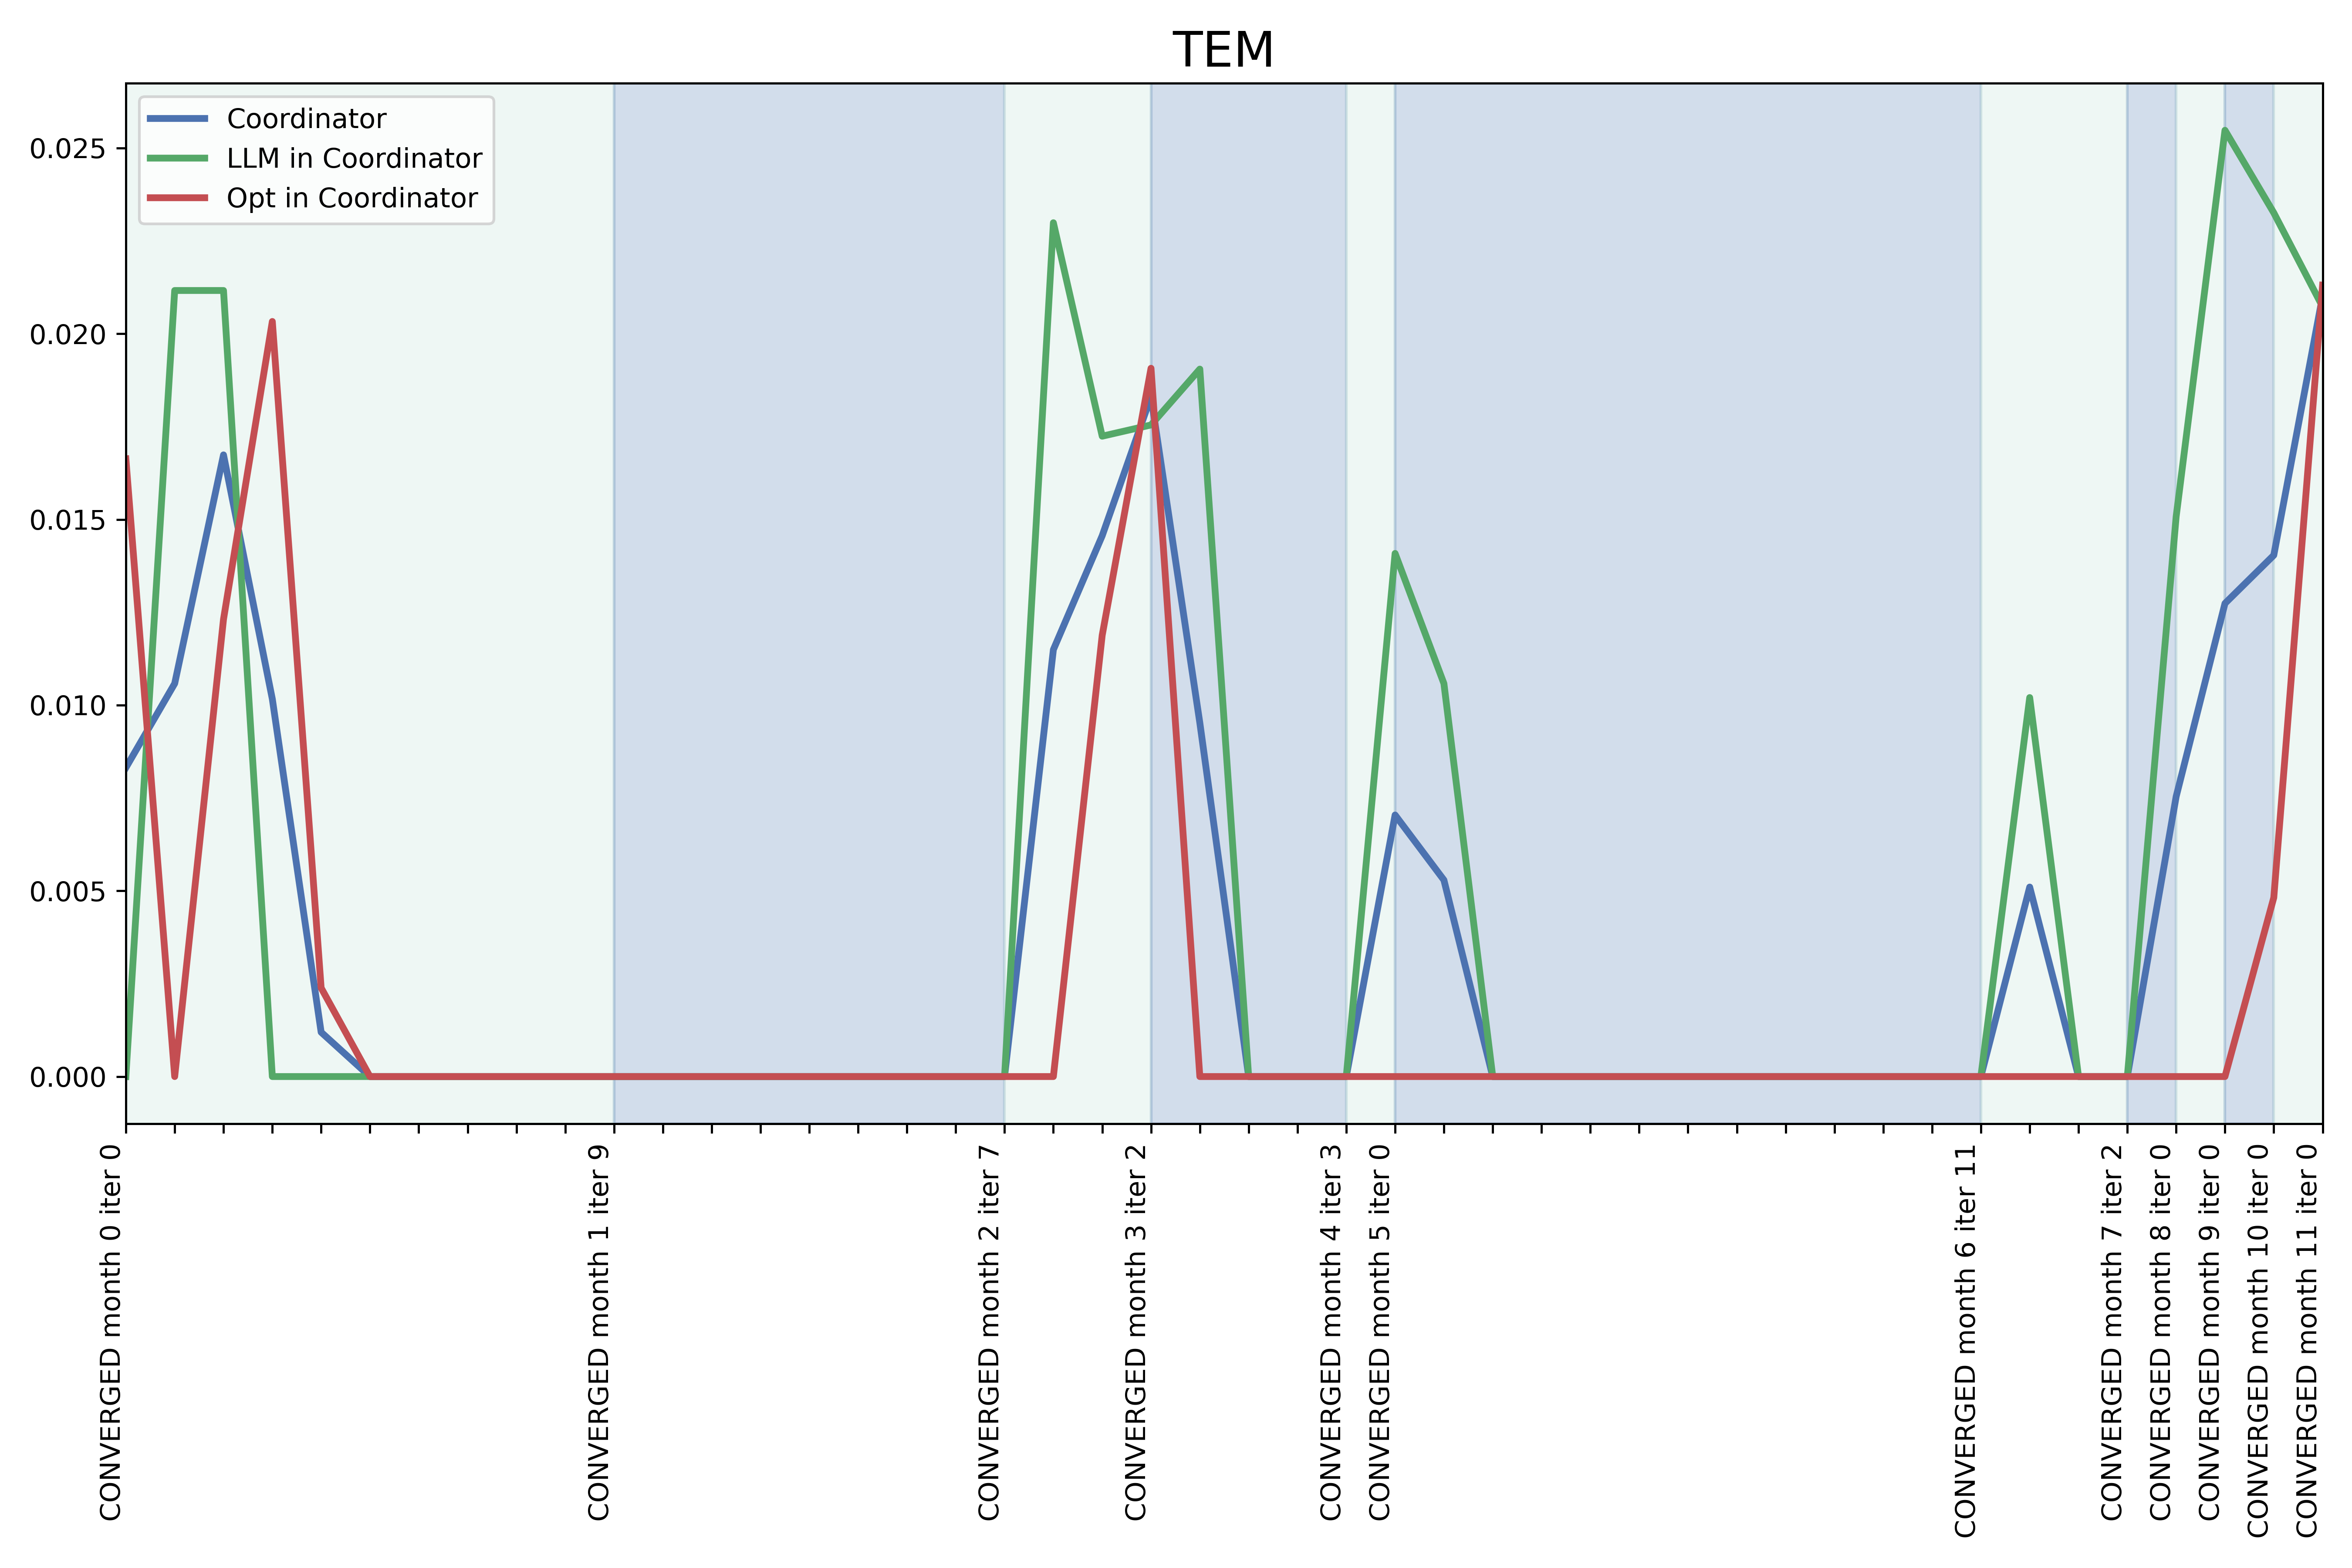 TEM
Coordinator
LLM in Coordinator
Opt in Coordinator
0.025
0.020
0.015
0.010
0.005
0.000
CONVERGED month 0 iter 0
CONVERGED month 1 iter 9
CONVERGED month 2 iter 7
CONVERGED month 3 iter 2
CONVERGED month 4 iter 3
CONVERGED month 5 iter 0
CONVERGED month 6 iter 11
CONVERGED month 7 iter 2
CONVERGED month 8 iter 0
CONVERGED month 9 iter 0
CONVERGED month 10 iter 0
CONVERGED month 11 iter 0